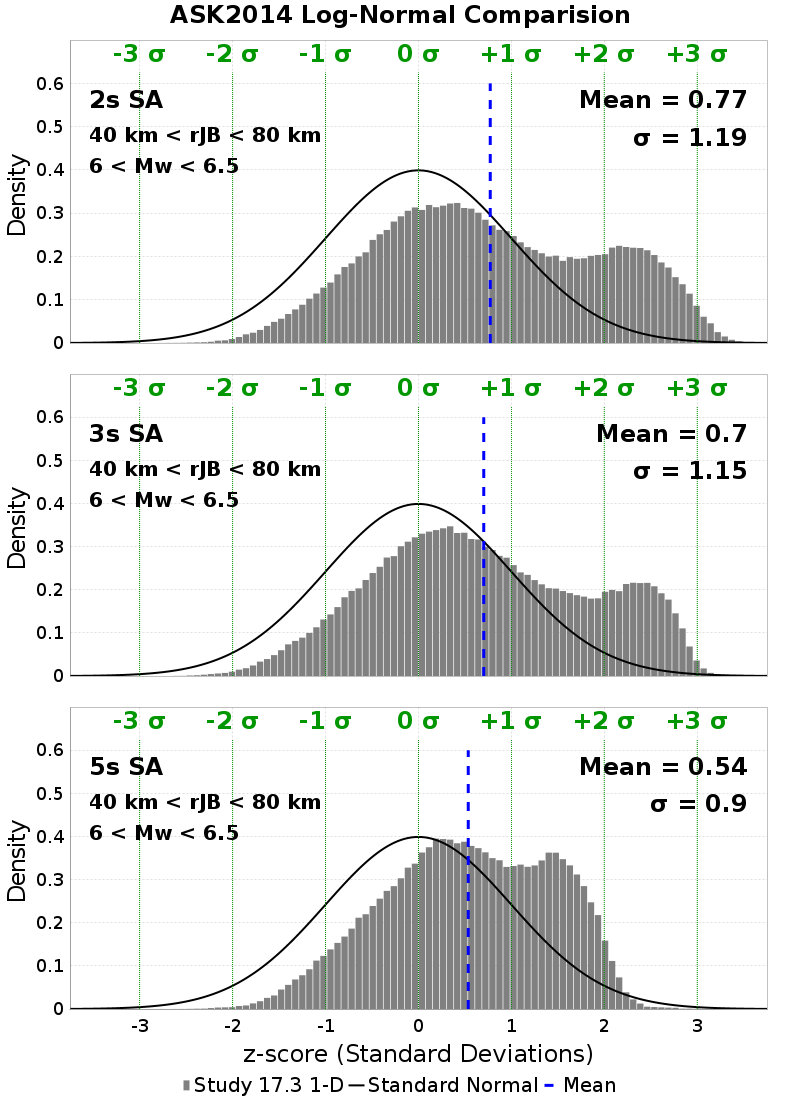 ASK2014 Log-Normal Comparision
-3 σ -2 σ -1 σ 0 σ +1 σ +2 σ +3 σ
2s SA
Mean = 0.77
40 km < rJB < 80 km
σ = 1.19
6 < Mw < 6.5
Density
0.6
0.5
0.4
0.3
0.2
0.1
0
-3 σ -2 σ -1 σ 0 σ +1 σ +2 σ +3 σ
3s SA
Mean = 0.7
40 km < rJB < 80 km
σ = 1.15
6 < Mw < 6.5
Density
0.6
0.5
0.4
0.3
0.2
0.1
0
-3 σ -2 σ -1 σ 0 σ +1 σ +2 σ +3 σ
5s SA
Mean = 0.54
40 km < rJB < 80 km
σ = 0.9
6 < Mw < 6.5
Density
0.6
0.5
0.4
0.3
0.2
0.1
0
-3 -2 -1 0 1 2 3
z-score (Standard Deviations)
Study 17.3 1-D Standard Normal Mean